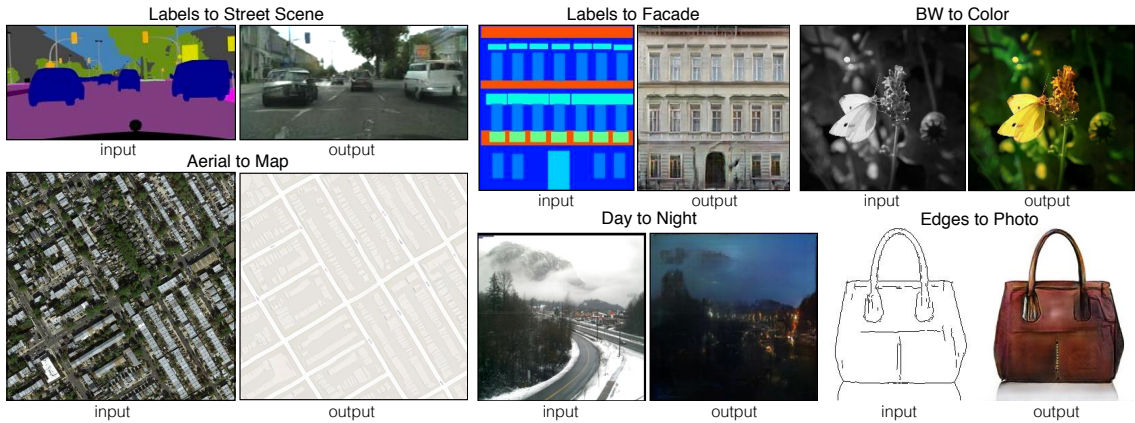 Labels to Street Scene
input
output
Aerial to Map
input
output
Labels to Facade
input
output
BW to Color
input
output
Day to Night
input
output
Edges to Photo
input
output